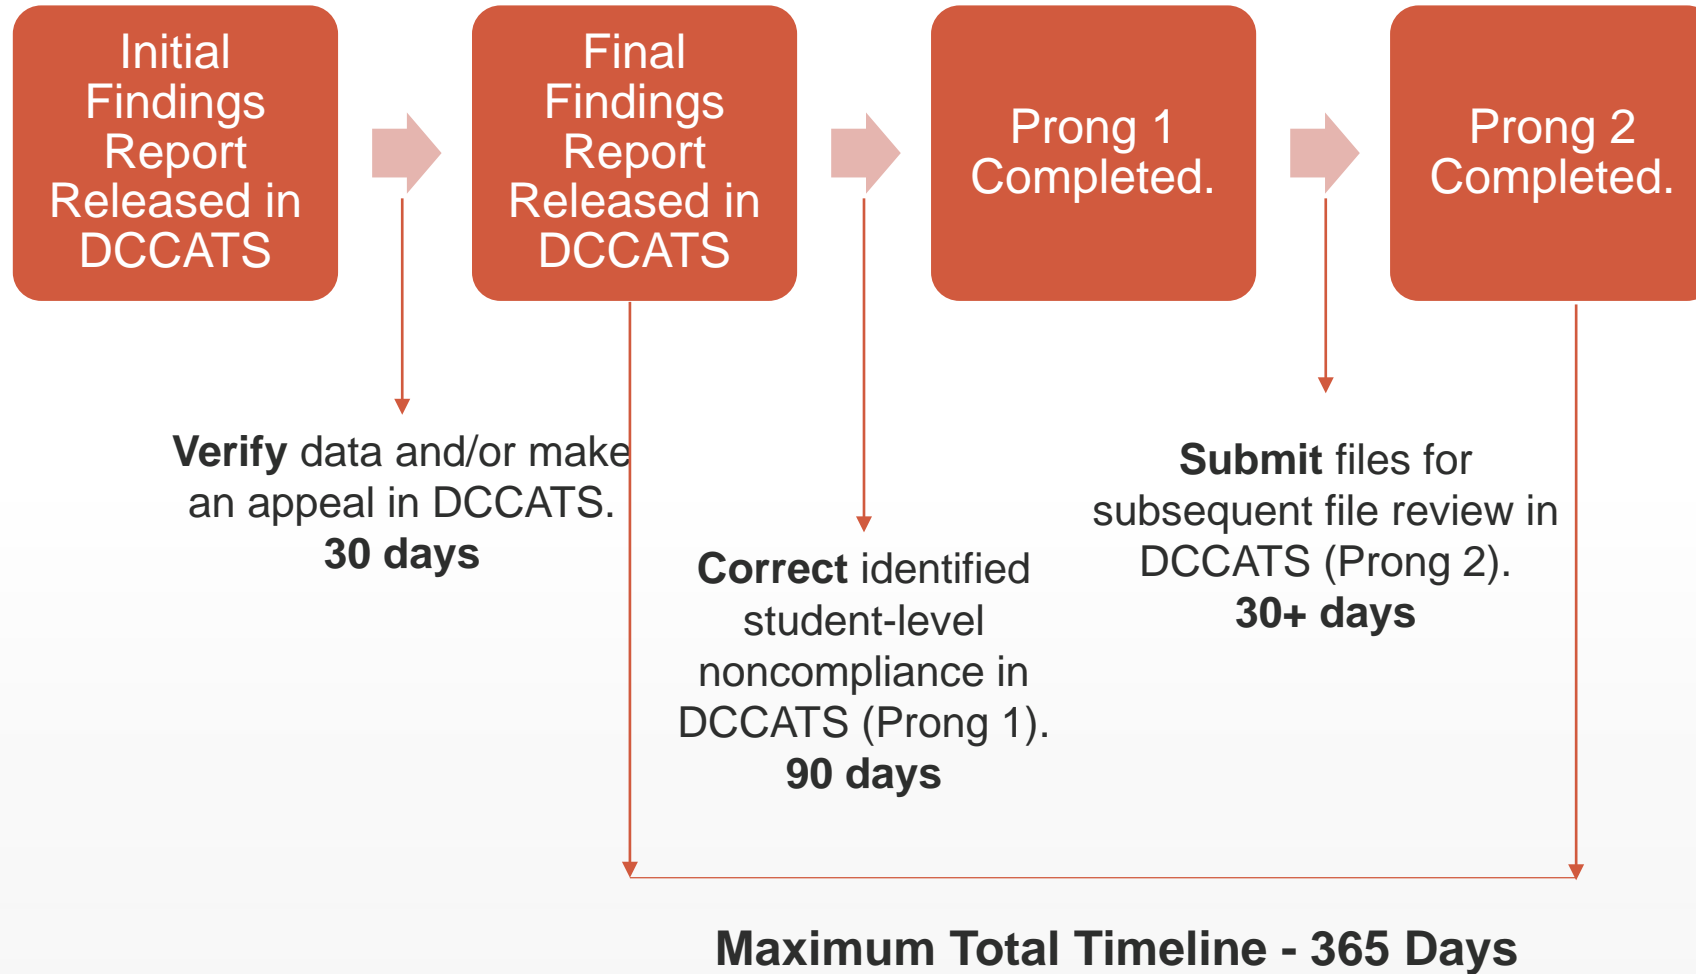 Initial
Findings
Report
Released in
DCCATS
Final
Findings
Report
Released in
DCCATS
Prong 1
Completed.
Prong 2
Completed.
Verify data and/or make
an appeal in DCCATS.
30 days
Correct identified
student-level
noncompliance in
DCCATS (Prong 1).
90 days
Submit files for
subsequent file review in
DCCATS (Prong 2).
30+ days
Maximum Total Timeline - 365 Days